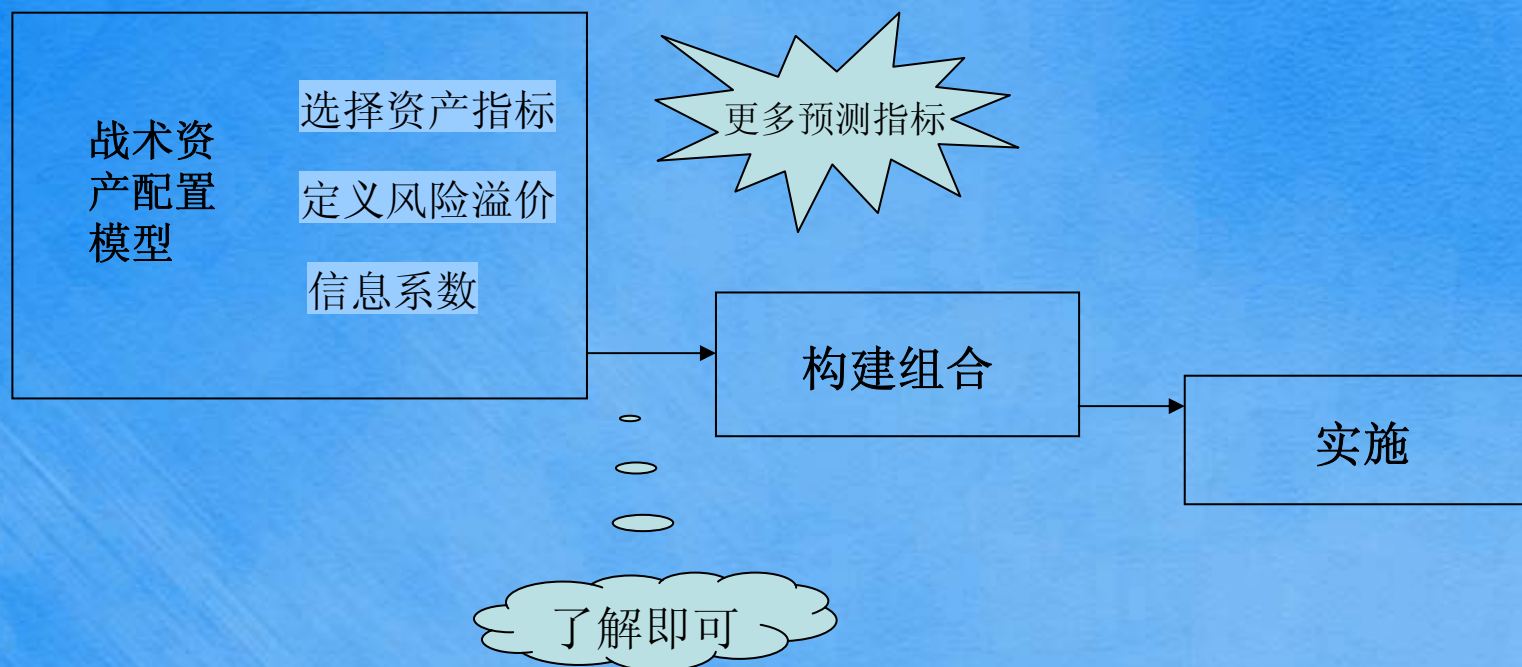 战术资
产配置
模型
选择资产指标
定义风险溢价
信息系数
更多预测指标
构建组合
实施
了解即可